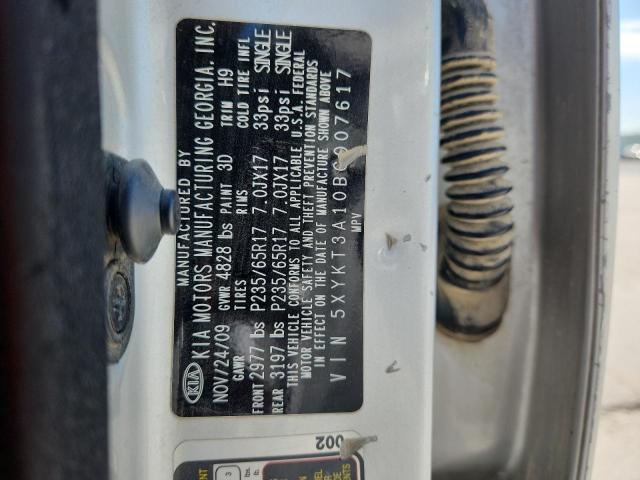 MANUFACTURED BY
KIA KIA MOTORS MANUFACTURING GEORGIA, INC.
NOV/24/09 GVWR 4828 lbs PAINT 3D TRIM H9
GAWR TIRES RIMS COLD TIRE INFL
FRONT 2977 lbs P235/65R17 7.0JX17 33psi SINGLE
REAR 3197 lbs P235/65R17 7.0JX17 33psi SINGLE
THIS VEHICLE CONFORMS TO ALL APPLICABLE U.S.A. FEDERAL
MOTOR VEHICLE SAFETY AND THEFT PREVENTION STANDARDS
IN EFFECT ON THE DATE OF MANUFACTURE SHOWN ABOVE
VIN 5XYKT3A10BG007617
MPV
002